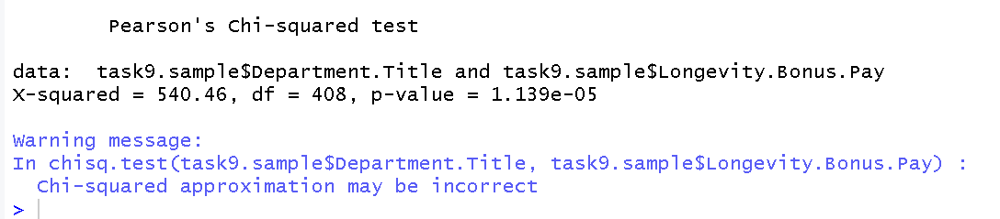 Pearson's Chi-squared test
data:  task9.sample$Department.Title and task9.sample$Longevity.Bonus.Pay
X-squared = 540.46, df = 408, p-value = 1.139e-05
Warning message:
In chisq.test(task9.sample$Department.Title, task9.sample$Longevity.Bonus.Pay) :
  Chi-squared approximation may be incorrect
>